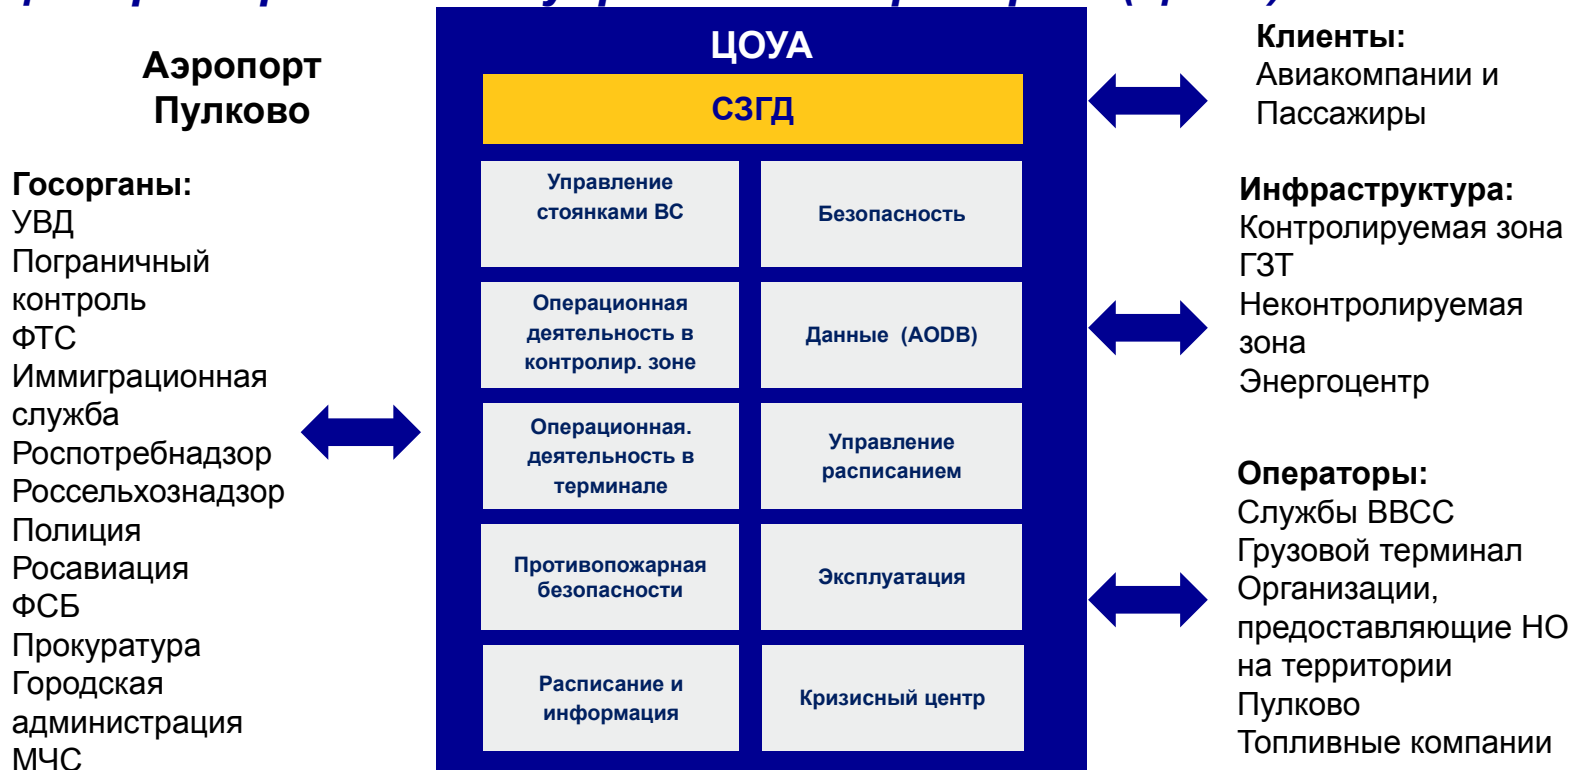 Аэропорт
Пулково
Госорганы:
УВД
Пограничный
контроль
ФТС
Иммиграционная
служба
Роспотребнадзор
Россельхознадзор
Полиция
Росавиация
ФСБ
Прокуратура
Городская
администрация
МЧС
ЦОУА
СЗГД
Управление
стоянками ВС
Безопасность
Операционная
деятельность в
контролир. зоне
Данные (AODB)
Операционная.
деятельность в
терминале
Управление
расписанием
Противопожарная
безопасности
Эксплуатация
Расписание и
информация
Кризисный центр
Клиенты:
Авиакомпании и
Пассажиры
Инфраструктура:
Контролируемая зона
ГЗТ
Неконтролируемая
зона
Энергоцентр
Операторы:
Службы ВВСС
Грузовой терминал
Организации,
предоставляющие НО
на территории
Пулково
Топливные компании